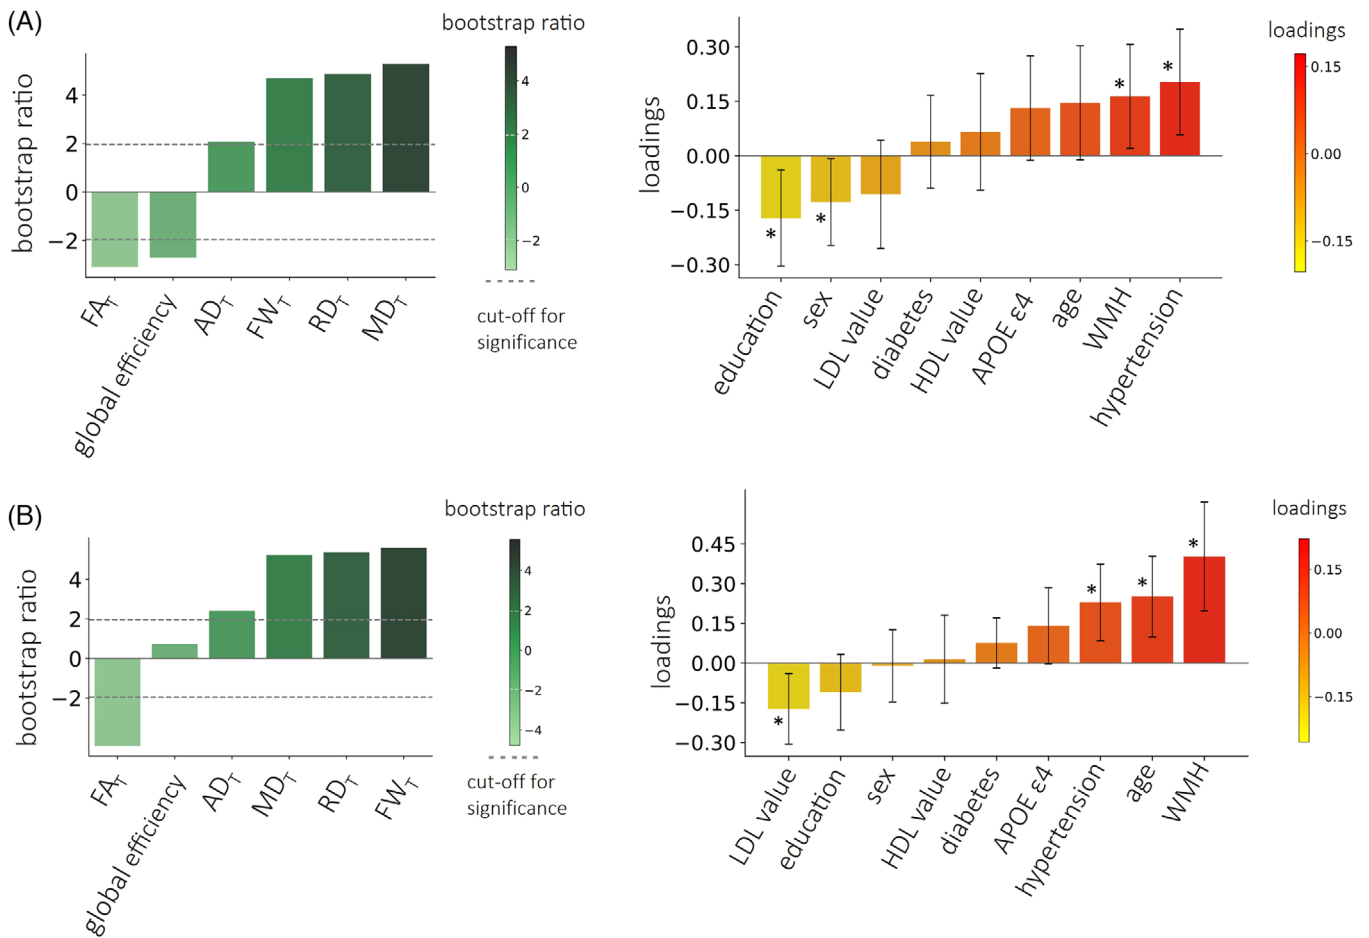 (A)
bootstrap ratio
4
2
0
−2
FA_T
global efficiency
AD_T
FW_T
RD_T
MD_T
bootstrap ratio
4
2
0
−2
cut-off for
significance
loadings
0.30
0.15
0.00
−0.15
−0.30
*
*
*
*
education
sex
LDL value
diabetes
HDL value
APOE ε4
age
WMH
hypertension
loadings
0.15
0.00
−0.15
(B)
bootstrap ratio
4
2
0
−2
FA_T
global efficiency
AD_T
MD_T
RD_T
FW_T
bootstrap ratio
4
2
0
−2
−4
cut-off for
significance
loadings
0.45
0.30
0.15
0.00
−0.15
−0.30
*
*
*
*
LDL value
education
sex
HDL value
diabetes
APOE ε4
hypertension
age
WMH
loadings
0.15
0.00
−0.15